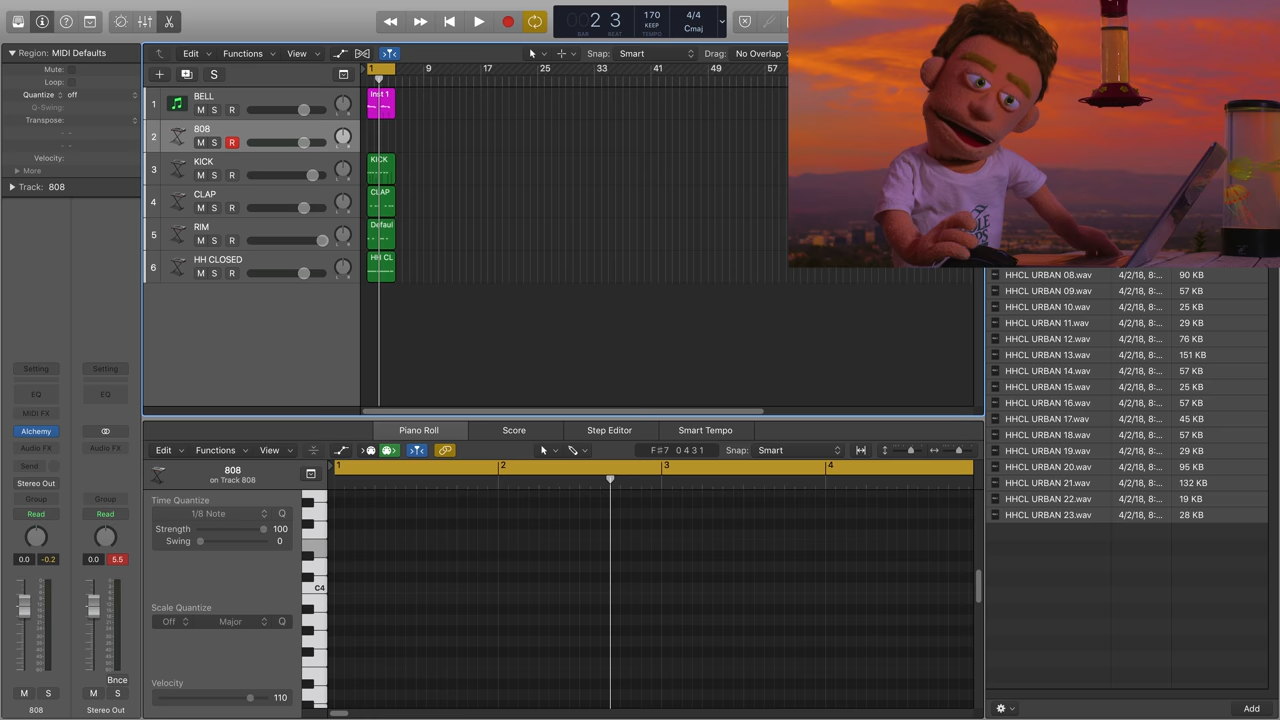 2 3
BAR
BEAT
170
KEEP
TEMPO
4/4
Cmaj
Region: MIDI Defaults
Mute:
Loop:
Quantize
off
Q-Swing:
Transpose:
Velocity:
More
Track: 808
Edit
Functions
View
Snap:
Smart
Drag:
No Overlap
S
1
9
17
25
33
41
49
57
1
BELL
M
S
R
Inst 1
2
808
M
S
R
3
KICK
M
S
R
KICK
4
CLAP
M
S
R
CLAP
5
RIM
M
S
R
Defaul
6
HH CLOSED
M
S
R
HH CL
HHCL URBAN 08.wav 4/2/18, 8:... 90 KB
HHCL URBAN 09.wav 4/2/18, 8:... 57 KB
HHCL URBAN 10.wav 4/2/18, 8:... 25 KB
HHCL URBAN 11.wav 4/2/18, 8:... 29 KB
HHCL URBAN 12.wav 4/2/18, 8:... 76 KB
HHCL URBAN 13.wav 4/2/18, 8:... 151 KB
HHCL URBAN 14.wav 4/2/18, 8:... 57 KB
HHCL URBAN 15.wav 4/2/18, 8:... 25 KB
HHCL URBAN 16.wav 4/2/18, 8:... 57 KB
HHCL URBAN 17.wav 4/2/18, 8:... 45 KB
HHCL URBAN 18.wav 4/2/18, 8:... 57 KB
HHCL URBAN 19.wav 4/2/18, 8:... 29 KB
HHCL URBAN 20.wav 4/2/18, 8:... 95 KB
HHCL URBAN 21.wav 4/2/18, 8:... 132 KB
HHCL URBAN 22.wav 4/2/18, 8:... 19 KB
HHCL URBAN 23.wav 4/2/18, 8:... 28 KB
Add
Setting
Setting
EQ
EQ
MIDI FX
Alchemy
Audio FX
Audio FX
Send
Stereo Out
Group
Group
Read
Read
0.0
-0.2
0.0
5.5
Bnce
M
S
M
S
808
Stereo Out
Piano Roll
Score
Step Editor
Smart Tempo
Edit
Functions
View
F#7 0 4 3 1
Snap:
Smart
808
on Track 808
1
2
3
4
Time Quantize
1/8 Note
Q
Strength
100
Swing
0
C4
Scale Quantize
Off
Major
Q
Velocity
110